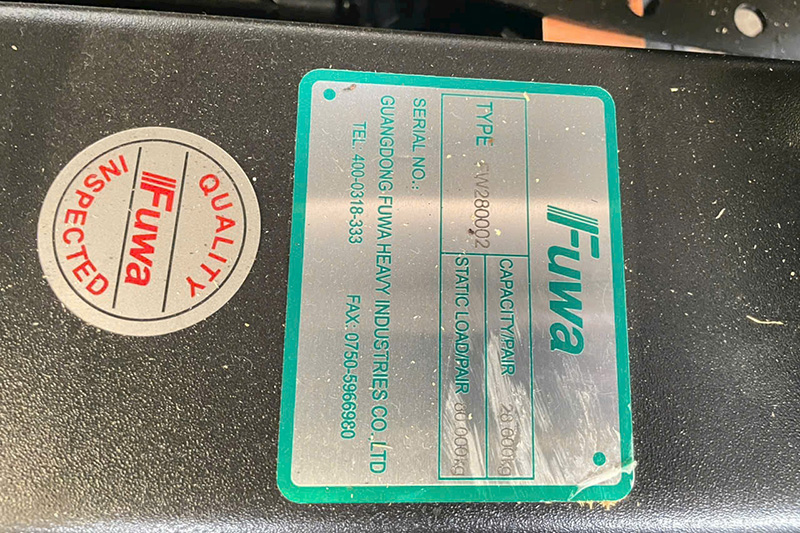 Fuwa
TYPE
CAPACITY/PAIR
STATIC LOAD/PAIR
SERIAL NO.:
GUANGDONG FUWA HEAVY INDUSTRIES CO.,LTD
TEL: 400-0318-333 FAX: 0750-5966980
QUALITY
Fuwa
INSPECTED